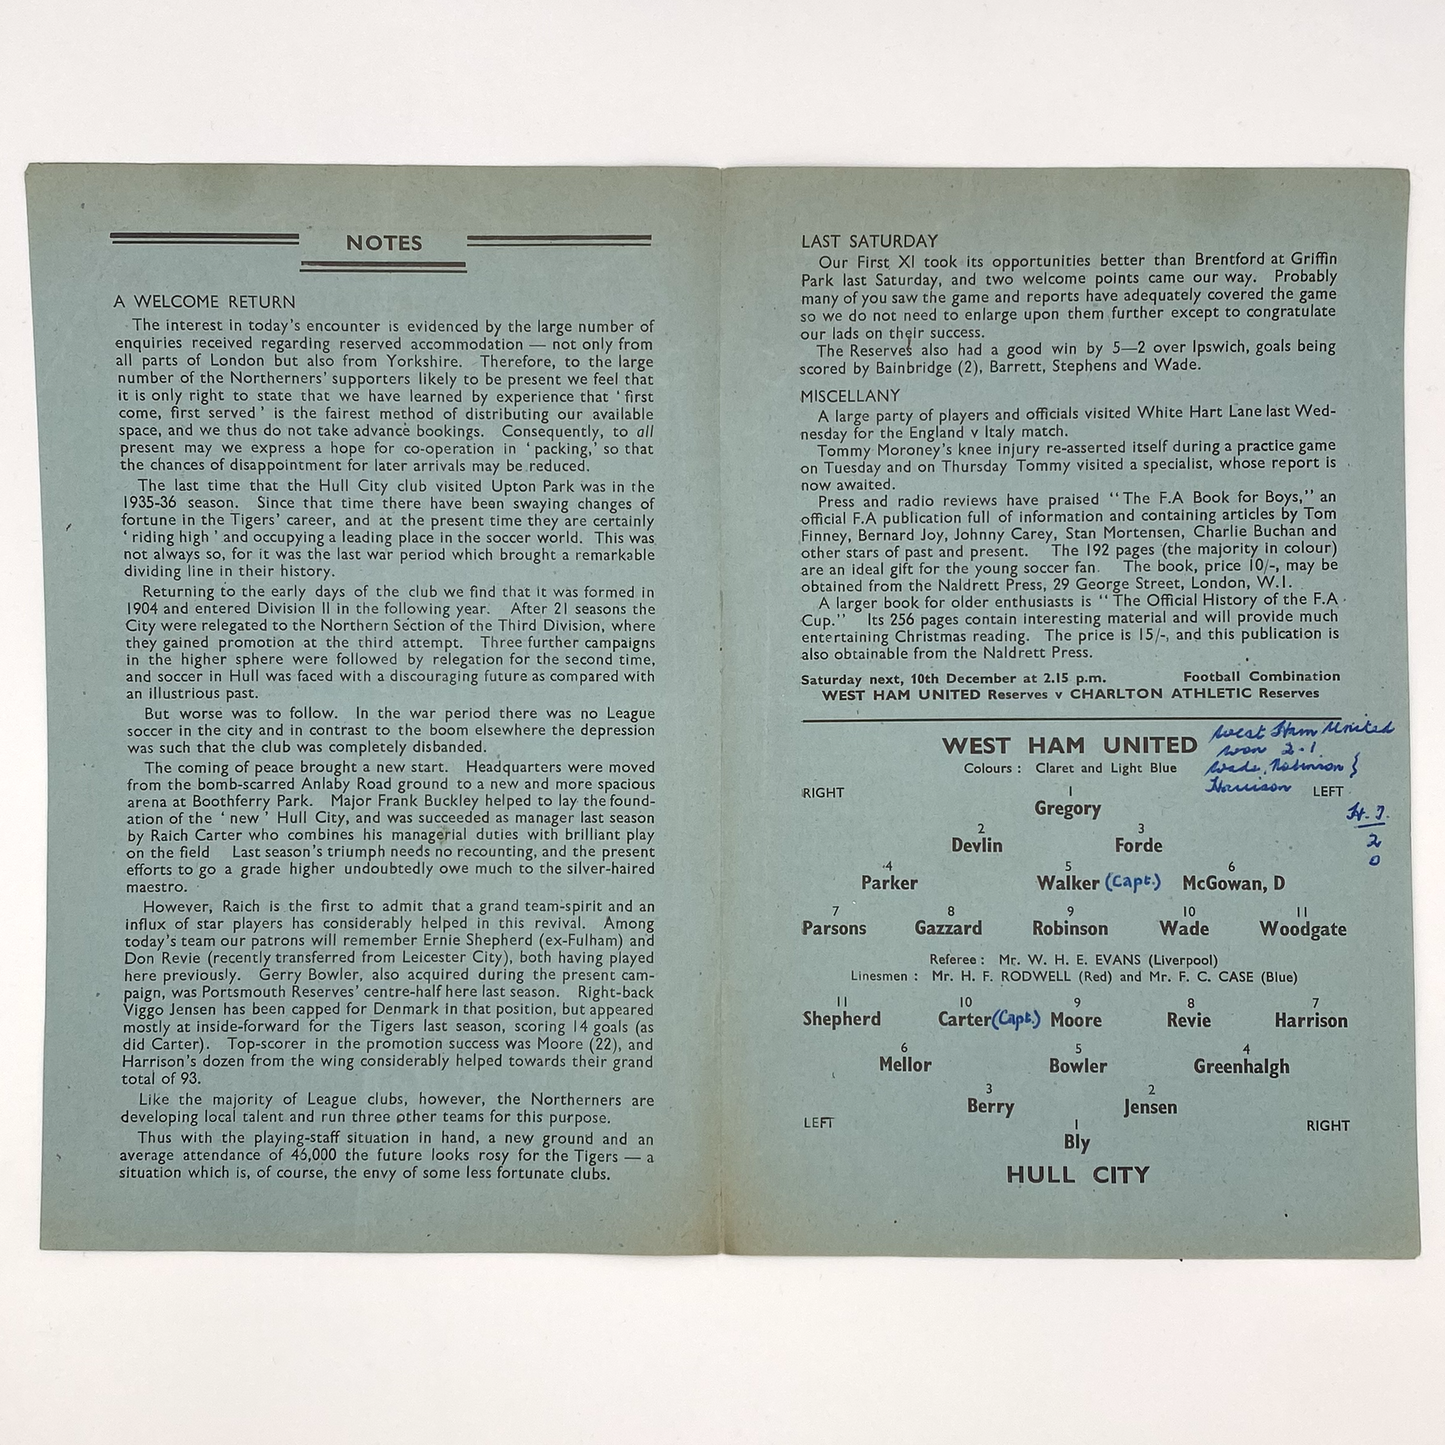 NOTES
A WELCOME RETURN
The interest in today's encounter is evidenced by the large number of
enquiries received regarding reserved accommodation — not only from
all parts of London but also from Yorkshire. Therefore, to the large
number of the Northerners' supporters likely to be present we feel that
it is only right to state that we have learned by experience that ' first
come, first served ' is the fairest method of distributing our available
space, and we thus do not take advance bookings. Consequently, to all
present may we express a hope for co-operation in ' packing,' so that
the chances of disappointment for later arrivals may be reduced.
The last time that the Hull City club visited Upton Park was in the
1935-36 season. Since that time there have been swaying changes of
fortune in the Tigers' career, and at the present time they are certainly
' riding high ' and occupying a leading place in the soccer world. This was
not always so, for it was the last war period which brought a remarkable
dividing line in their history.
Returning to the early days of the club we find that it was formed in
1904 and entered Division II in the following year. After 21 seasons the
City were relegated to the Northern Section of the Third Division, where
they gained promotion at the third attempt. Three further campaigns
in the higher sphere were followed by relegation for the second time,
and soccer in Hull was faced with a discouraging future as compared with
an illustrious past.
But worse was to follow. In the war period there was no League
soccer in the city and in contrast to the boom elsewhere the depression
was such that the club was completely disbanded.
The coming of peace brought a new start. Headquarters were moved
from the bomb-scarred Anlaby Road ground to a new and more spacious
arena at Boothferry Park. Major Frank Buckley helped to lay the found-
ation of the ' new ' Hull City, and was succeeded as manager last season
by Raich Carter who combines his managerial duties with brilliant play
on the field Last season's triumph needs no recounting, and the present
efforts to go a grade higher undoubtedly owe much to the silver-haired
maestro.
However, Raich is the first to admit that a grand team-spirit and an
influx of star players has considerably helped in this revival. Among
today's team our patrons will remember Ernie Shepherd (ex-Fulham) and
Don Revie (recently transferred from Leicester City), both having played
here previously. Gerry Bowler, also acquired during the present cam-
paign, was Portsmouth Reserves' centre-half here last season. Right-back
Viggo Jensen has been capped for Denmark in that position, but appeared
mostly at inside-forward for the Tigers last season, scoring 14 goals (as
did Carter). Top-scorer in the promotion success was Moore (22), and
Harrison's dozen from the wing considerably helped towards their grand
total of 93.
Like the majority of League clubs, however, the Northerners are
developing local talent and run three other teams for this purpose.
Thus with the playing-staff situation in hand, a new ground and an
average attendance of 46,000 the future looks rosy for the Tigers — a
situation which is, of course, the envy of some less fortunate clubs.
LAST SATURDAY
Our First XI took its opportunities better than Brentford at Griffin
Park last Saturday, and two welcome points came our way. Probably
many of you saw the game and reports have adequately covered the game
so we do not need to enlarge upon them further except to congratulate
our lads on their success.
The Reserves also had a good win by 5—2 over Ipswich, goals being
scored by Bainbridge (2), Barrett, Stephens and Wade.
MISCELLANY
A large party of players and officials visited White Hart Lane last Wed-
nesday for the England v Italy match.
Tommy Moroney's knee injury re-asserted itself during a practice game
on Tuesday and on Thursday Tommy visited a specialist, whose report is
now awaited.
Press and radio reviews have praised "The F.A Book for Boys," an
official F.A publication full of information and containing articles by Tom
Finney, Bernard Joy, Johnny Carey, Stan Mortensen, Charlie Buchan and
other stars of past and present. The 192 pages (the majority in colour)
are an ideal gift for the young soccer fan. The book, price 10/-, may be
obtained from the Naldrett Press, 29 George Street, London, W.1.
A larger book for older enthusiasts is " The Official History of the F.A
Cup." Its 256 pages contain interesting material and will provide much
entertaining Christmas reading. The price is 15/-, and this publication is
also obtainable from the Naldrett Press.
Saturday next, 10th December at 2.15 p.m. Football Combination
WEST HAM UNITED Reserves v CHARLTON ATHLETIC Reserves
WEST HAM UNITED
Colours : Claret and Light Blue
West Ham United
won 2-1
Wade, Robinson }
Harrison
RIGHT LEFT
H.T.
2
0
1
Gregory
2 3
Devlin Forde
4 5 6
Parker Walker (Capt.) McGowan, D
7 8 9 10 11
Parsons Gazzard Robinson Wade Woodgate
Referee : Mr. W. H. E. EVANS (Liverpool)
Linesmen : Mr. H. F. RODWELL (Red) and Mr. F. C. CASE (Blue)
11 10 9 8 7
Shepherd Carter (Capt.) Moore Revie Harrison
6 5 4
Mellor Bowler Greenhalgh
3 2
Berry Jensen
LEFT 1 RIGHT
Bly
HULL CITY